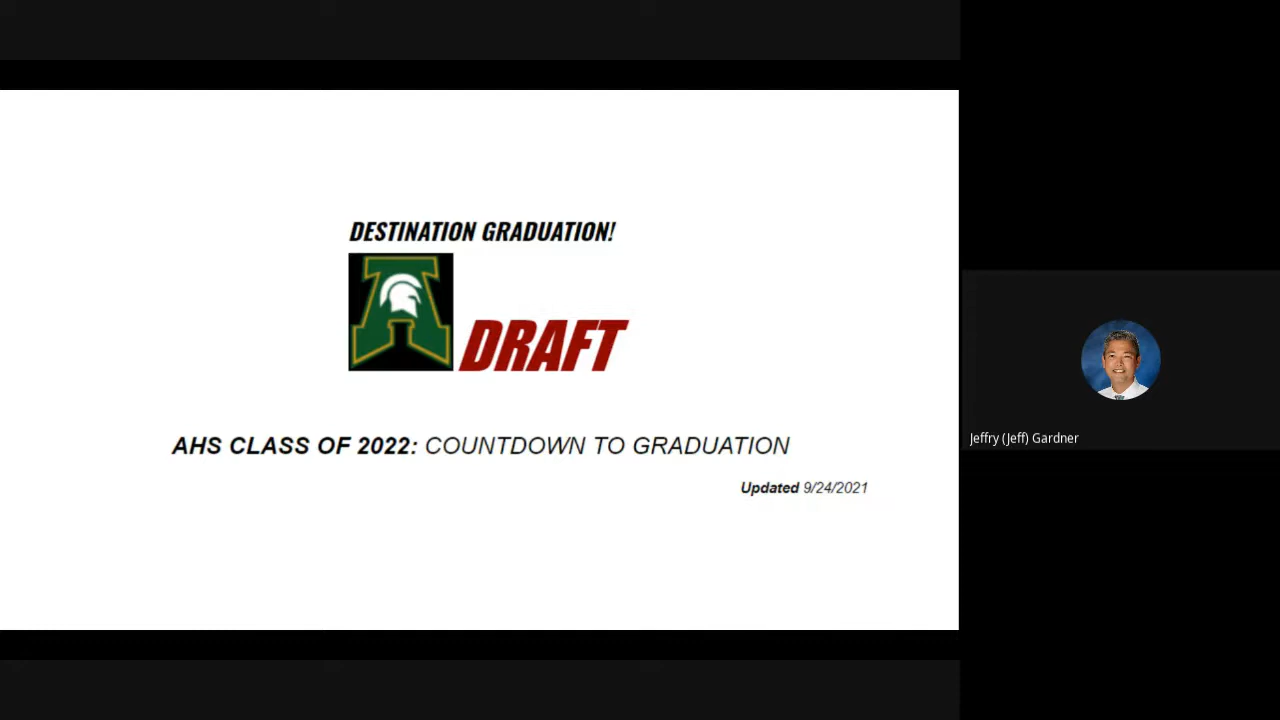 DESTINATION GRADUATION!
A
DRAFT
AHS CLASS OF 2022: COUNTDOWN TO GRADUATION
Updated 9/24/2021
Jeffry (Jeff) Gardner